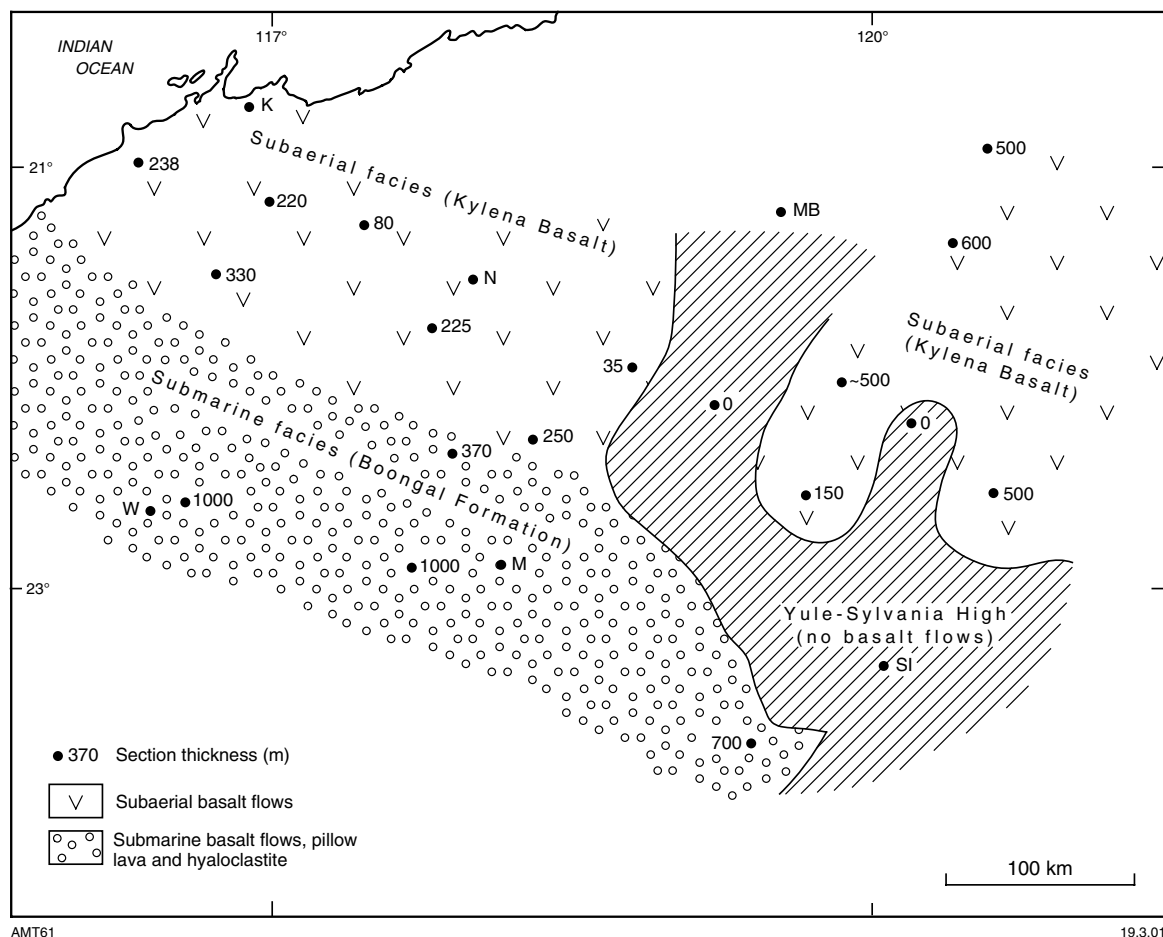 117°
120°
INDIAN
OCEAN
K
21°
238
500
Subaerial facies (Kylena Basalt)
220
MB
80
600
330
N
225
Subaerial facies
(Kylena Basalt)
35
~500
0
0
Submarine facies (Boongal Formation)
250
370
150
500
W
1000
1000
M
23°
Yule-Sylvania High
(no basalt flows)
SI
700
370 Section thickness (m)
Subaerial basalt flows
Submarine basalt flows, pillow
lava and hyaloclastite
100 km
AMT61
19.3.01